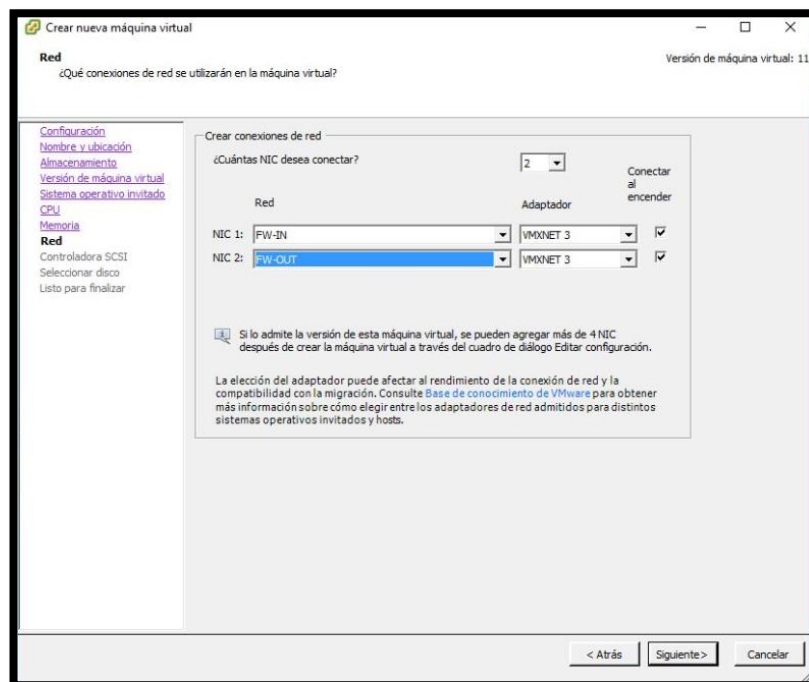 Crear nueva máquina virtual
Red
¿Qué conexiones de red se utilizarán en la máquina virtual?
Versión de máquina virtual: 11
Configuración
Nombre y ubicación
Almacenamiento
Versión de máquina virtual
Sistema operativo invitado
CPU
Memoria
Red
Controladora SCSI
Seleccionar disco
Listo para finalizar
Crear conexiones de red
¿Cuántas NIC desea conectar?
2
Red
Adaptador
Conectar
al
encender
NIC 1: FW-IN VMXNET 3
NIC 2: FW-OUT VMXNET 3
Si lo admite la versión de esta máquina virtual, se pueden agregar más de 4 NIC
después de crear la máquina virtual a través del cuadro de diálogo Editar configuración.
La elección del adaptador puede afectar al rendimiento de la conexión de red y la
compatibilidad con la migración. Consulte Base de conocimiento de VMware para obtener
más información sobre cómo elegir entre los adaptadores de red admitidos para distintos
sistemas operativos invitados y hosts.
< Atrás
Siguiente >
Cancelar